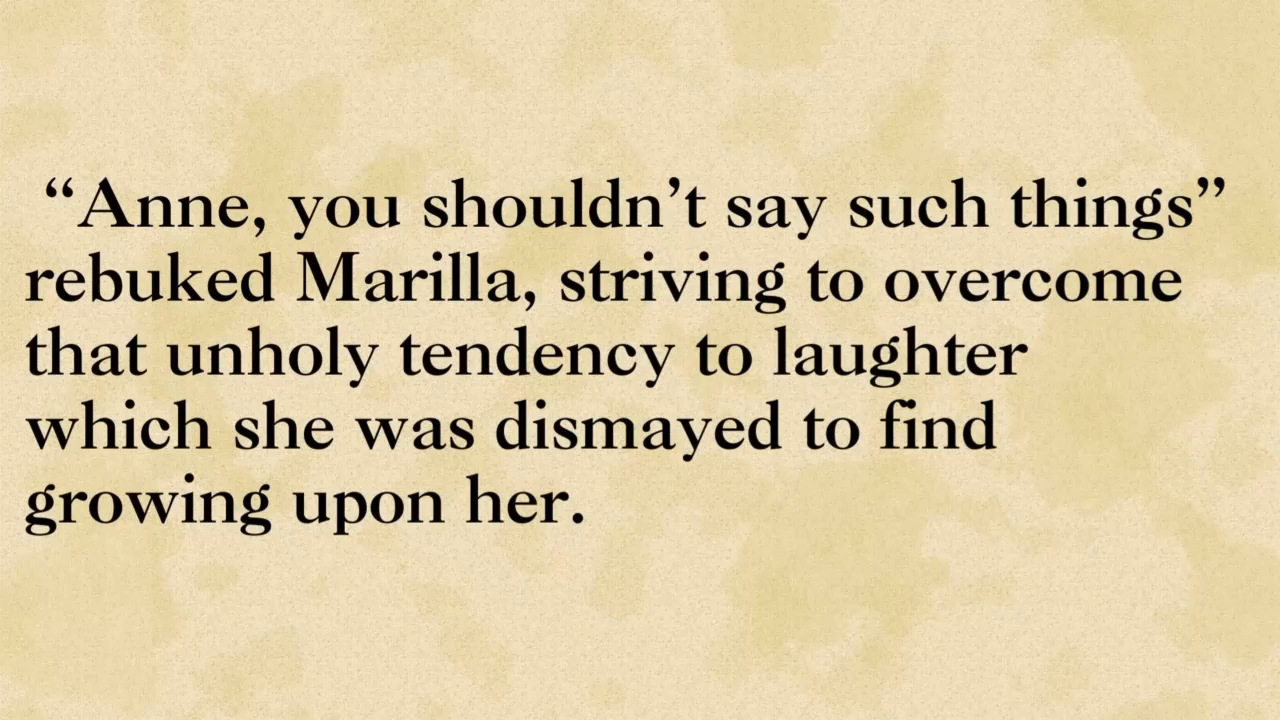 “Anne, you shouldn’t say such things”
rebuked Marilla, striving to overcome
that unholy tendency to laughter
which she was dismayed to find
growing upon her.